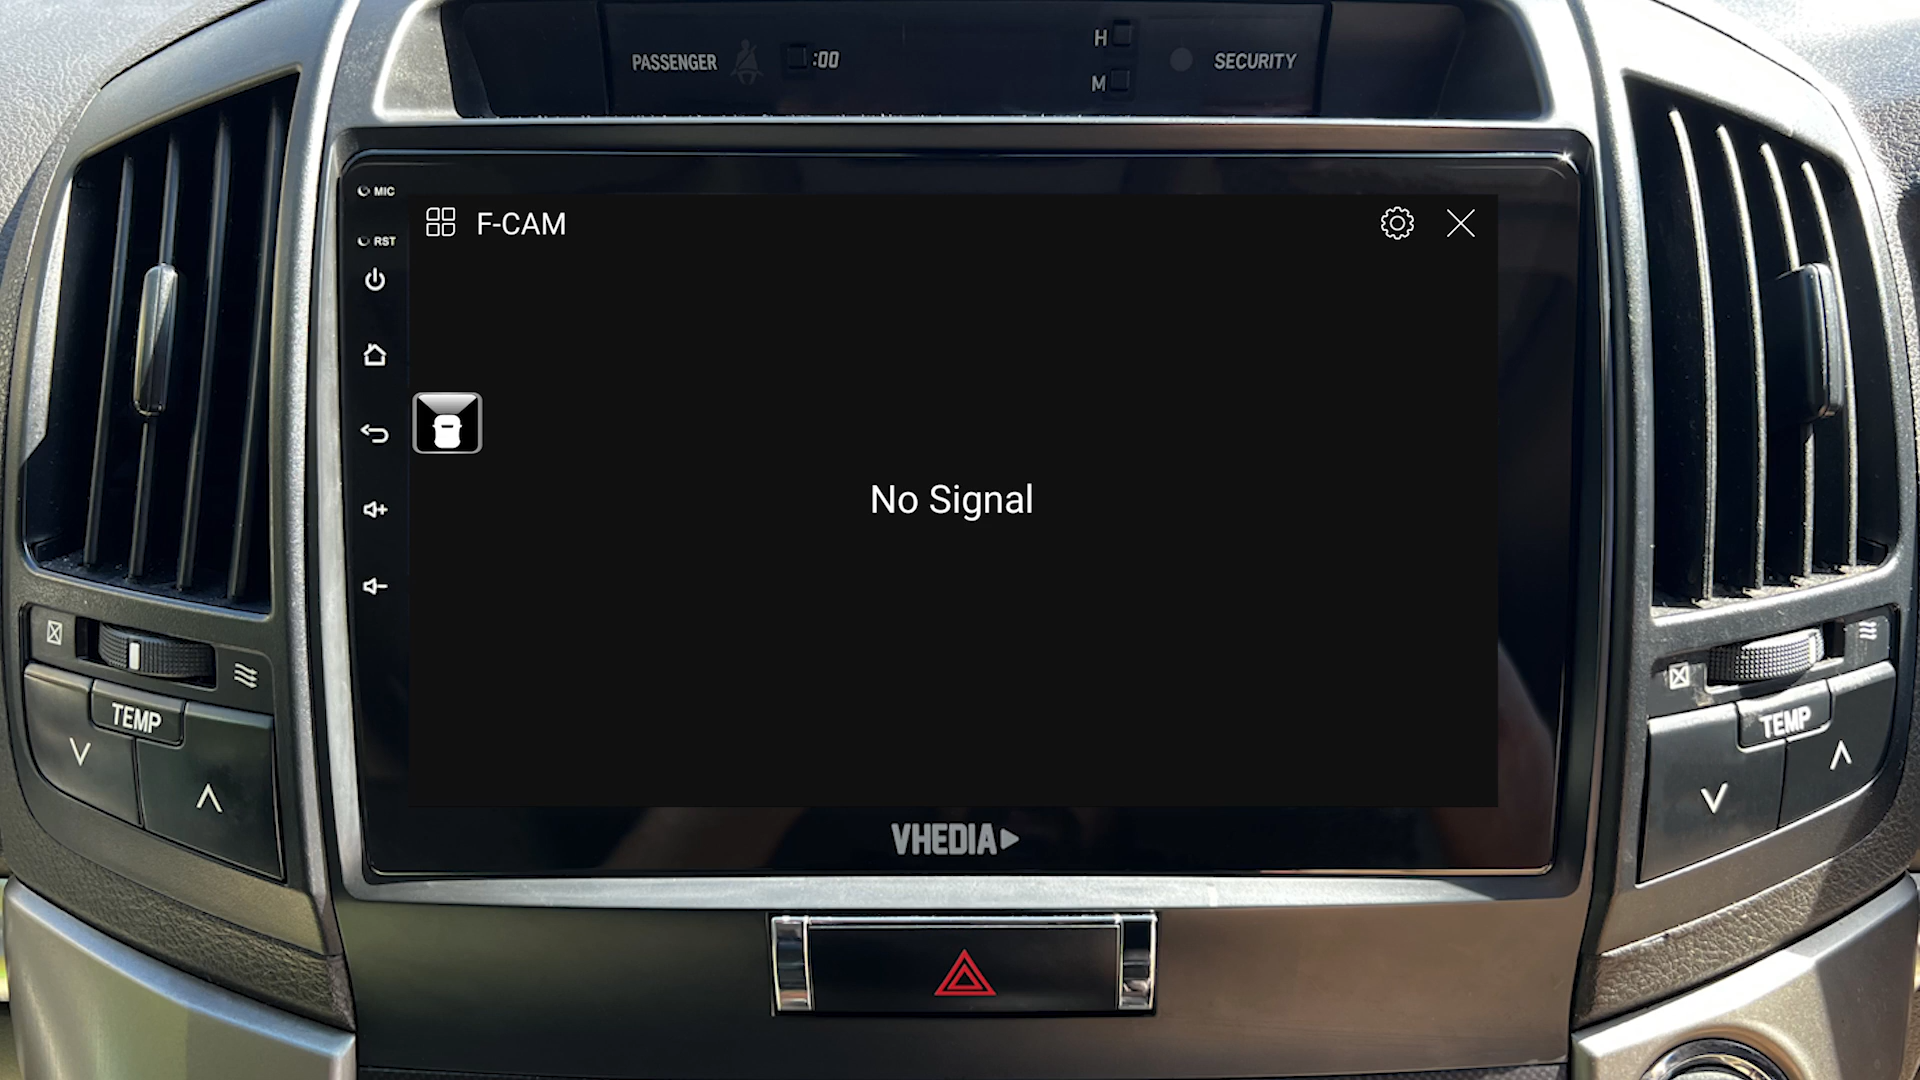 PASSENGER
:00
H
M
SECURITY
MIC
RST
F-CAM
No Signal
VHEDIA
TEMP
TEMP